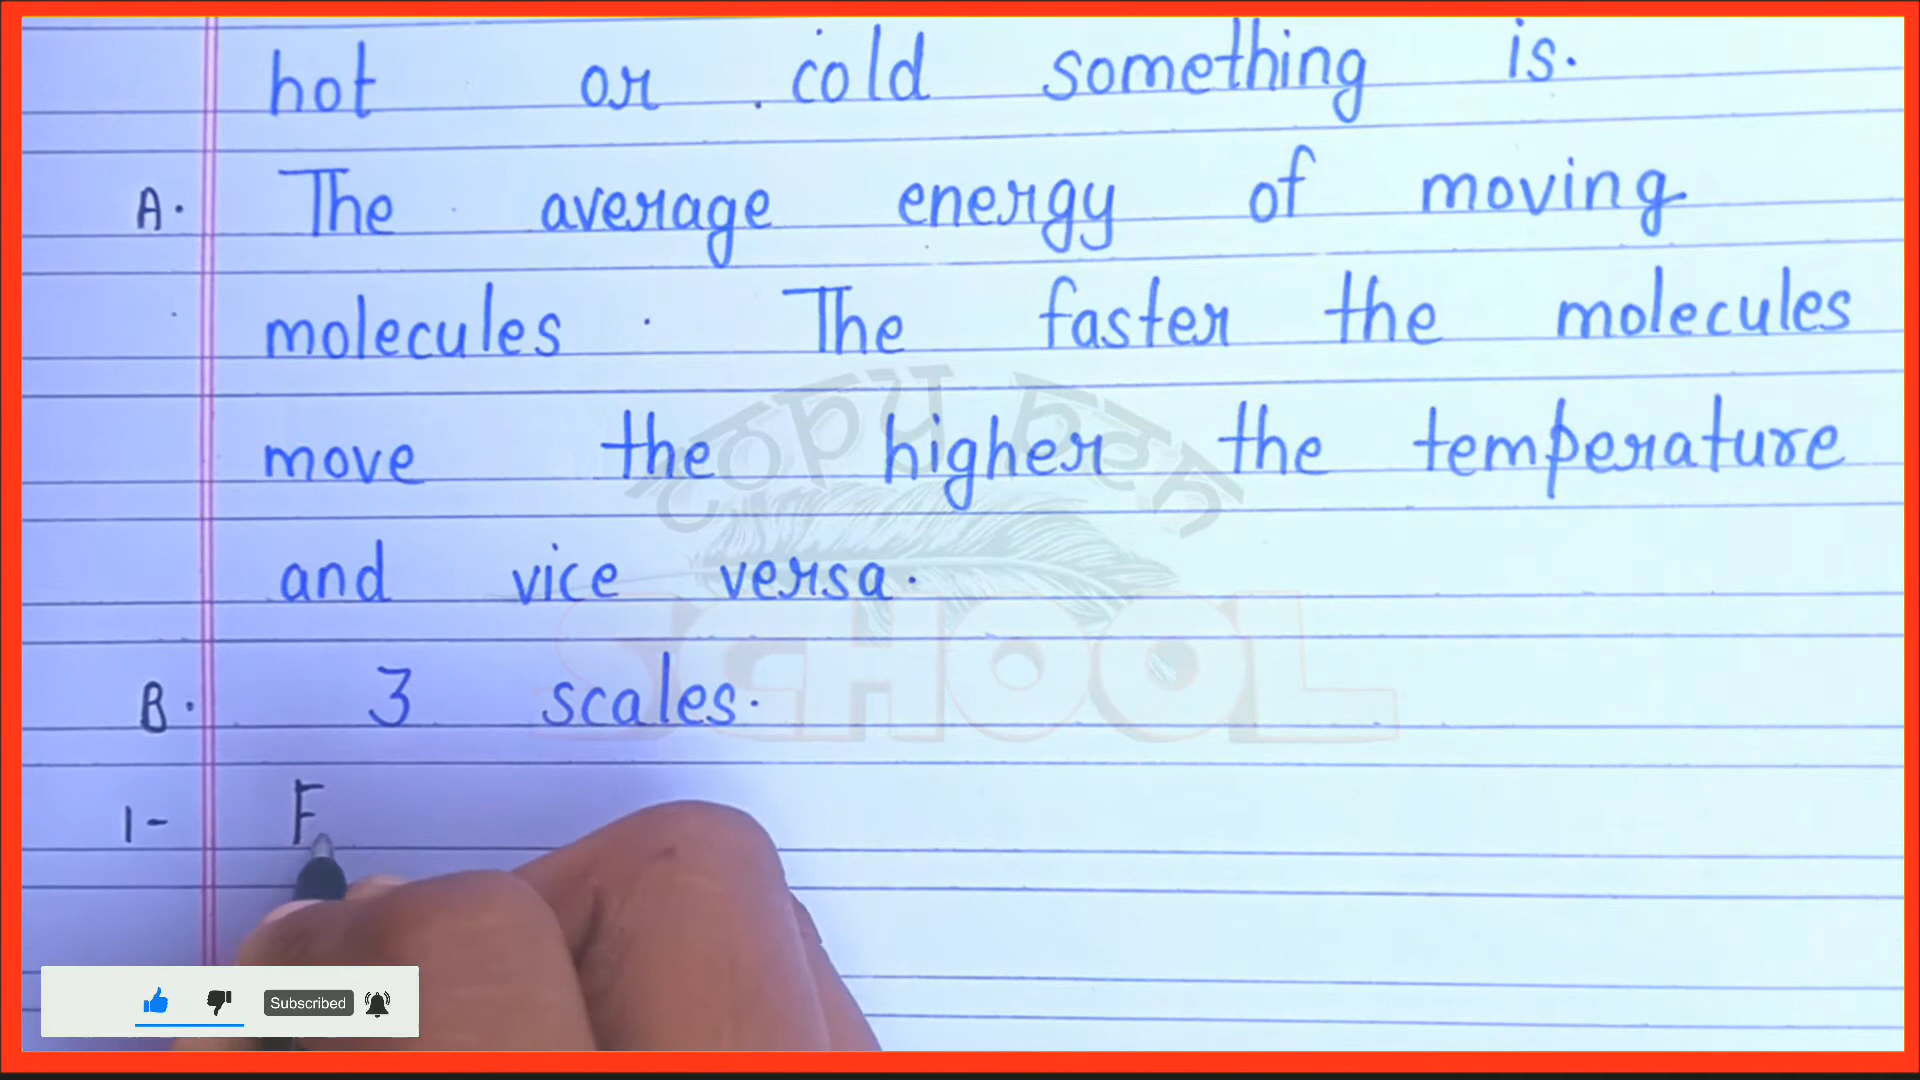 hot or cold something is.
A. The average energy of moving
molecules. The faster the molecules
move the higher the temperature
and vice versa.
B. 3 scales.
1- F
कॉपी पेन
SCHOOL
Subscribed